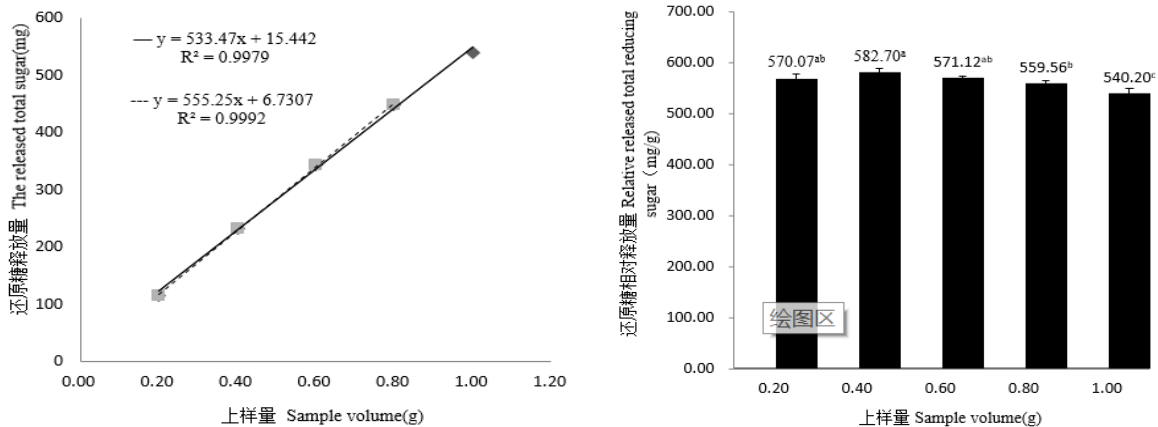 还原糖释放量 The released total sugar(mg)
600
500
400
300
200
100
0
— y = 533.47x + 15.442
R² = 0.9979
--- y = 555.25x + 6.7307
R² = 0.9992
0.00 0.20 0.40 0.60 0.80 1.00 1.20
上样量 Sample volume(g)
还原糖相对释放量 Relative released total reducing
sugar（mg/g）
700.00
600.00
500.00
400.00
300.00
200.00
100.00
0.00
570.07ᵃᵇ 582.70ᵃ 571.12ᵃᵇ 559.56ᵇ 540.20ᶜ
绘图区
0.20 0.40 0.60 0.80 1.00
上样量 Sample volume(g)